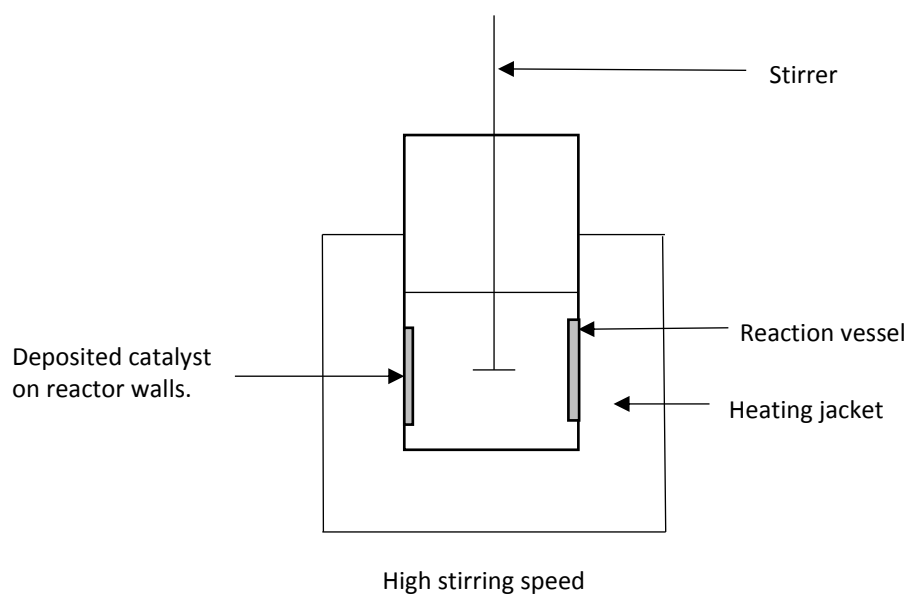 Stirrer
Reaction vessel
Deposited catalyst
on reactor walls.
Heating jacket
High stirring speed